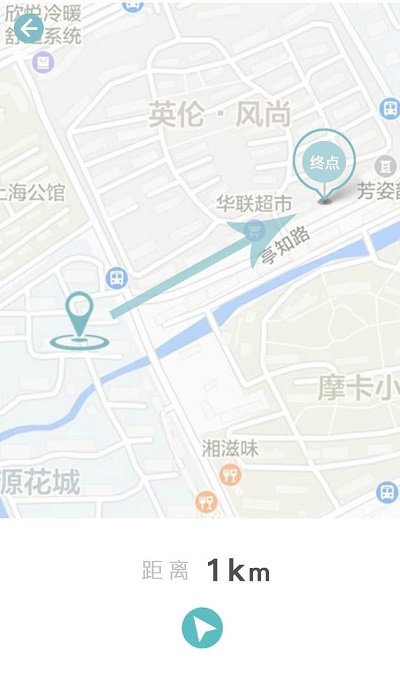 欣悦冷暖
舒适系统
英伦·风尚
终点
上海公馆
华联超市
芳姿
亭知路
摩卡小
湘滋味
源花城
距离 1km